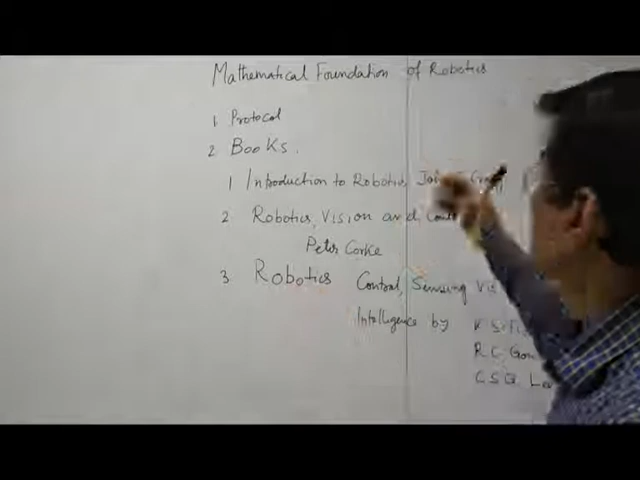 Mathematical Foundation of Robotics
1 Protocol
2 Books.
1 Introduction to Robotics
2 Robotics, Vision and
Peter Corke
3 Robotics Control, Sensing
Intelligence by K S
R C